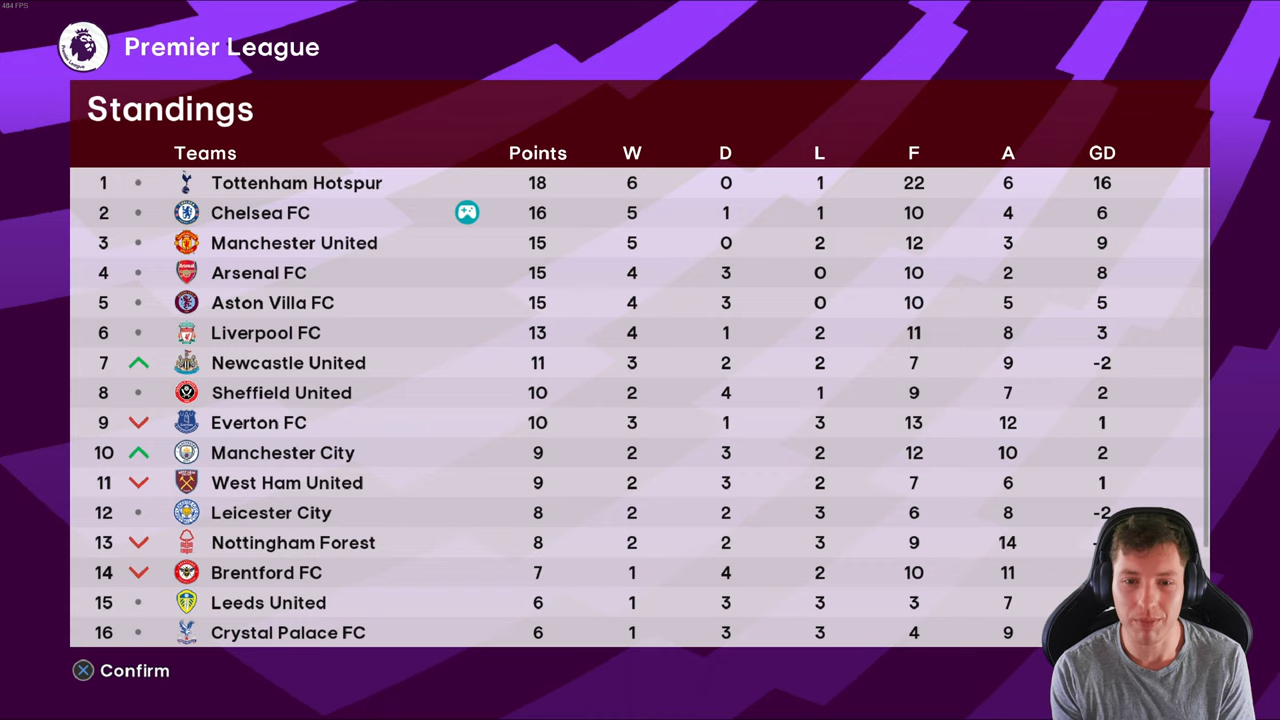 484 FPS
Premier League
Standings
Teams Points W D L F A GD
1 Tottenham Hotspur 18 6 0 1 22 6 16
2 Chelsea FC 16 5 1 1 10 4 6
3 Manchester United 15 5 0 2 12 3 9
4 Arsenal FC 15 4 3 0 10 2 8
5 Aston Villa FC 15 4 3 0 10 5 5
6 Liverpool FC 13 4 1 2 11 8 3
7 Newcastle United 11 3 2 2 7 9 -2
8 Sheffield United 10 2 4 1 9 7 2
9 Everton FC 10 3 1 3 13 12 1
10 Manchester City 9 2 3 2 12 10 2
11 West Ham United 9 2 3 2 7 6 1
12 Leicester City 8 2 2 3 6 8 -2
13 Nottingham Forest 8 2 2 3 9 14
14 Brentford FC 7 1 4 2 10 11
15 Leeds United 6 1 3 3 3 7
16 Crystal Palace FC 6 1 3 3 4 9
Confirm